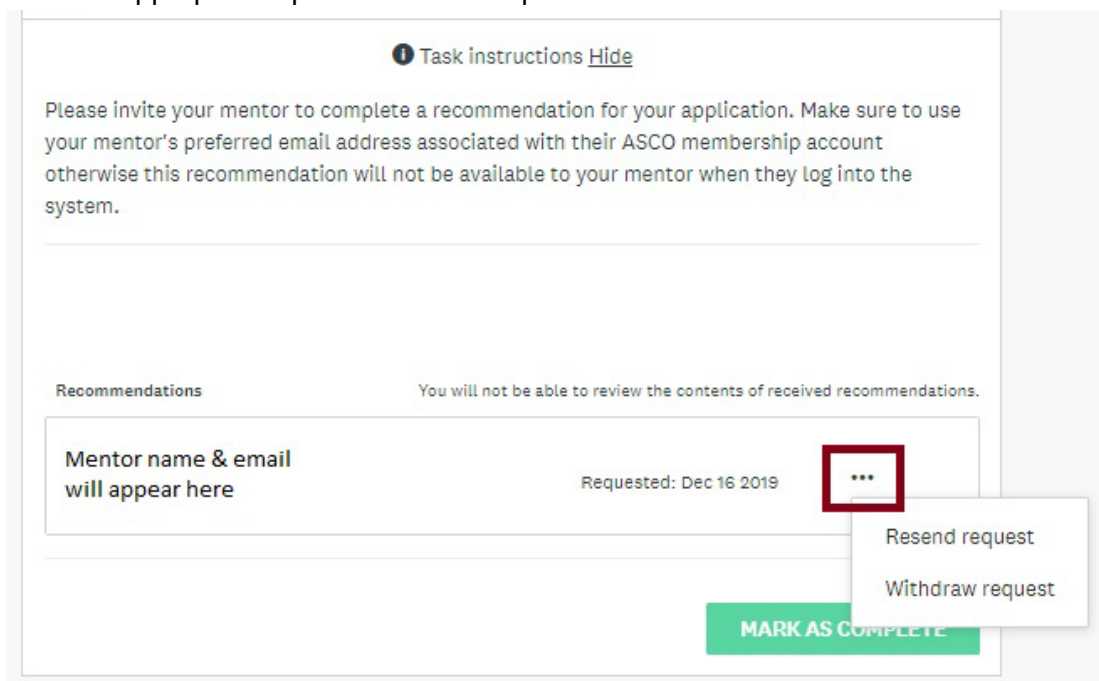 Task instructions Hide
Please invite your mentor to complete a recommendation for your application. Make sure to use
your mentor's preferred email address associated with their ASCO membership account
otherwise this recommendation will not be available to your mentor when they log into the
system.
Recommendations You will not be able to review the contents of received recommendations.
Mentor name & email
will appear here
Requested: Dec 16 2019
Resend request
Withdraw request
MARK AS COMPLETE